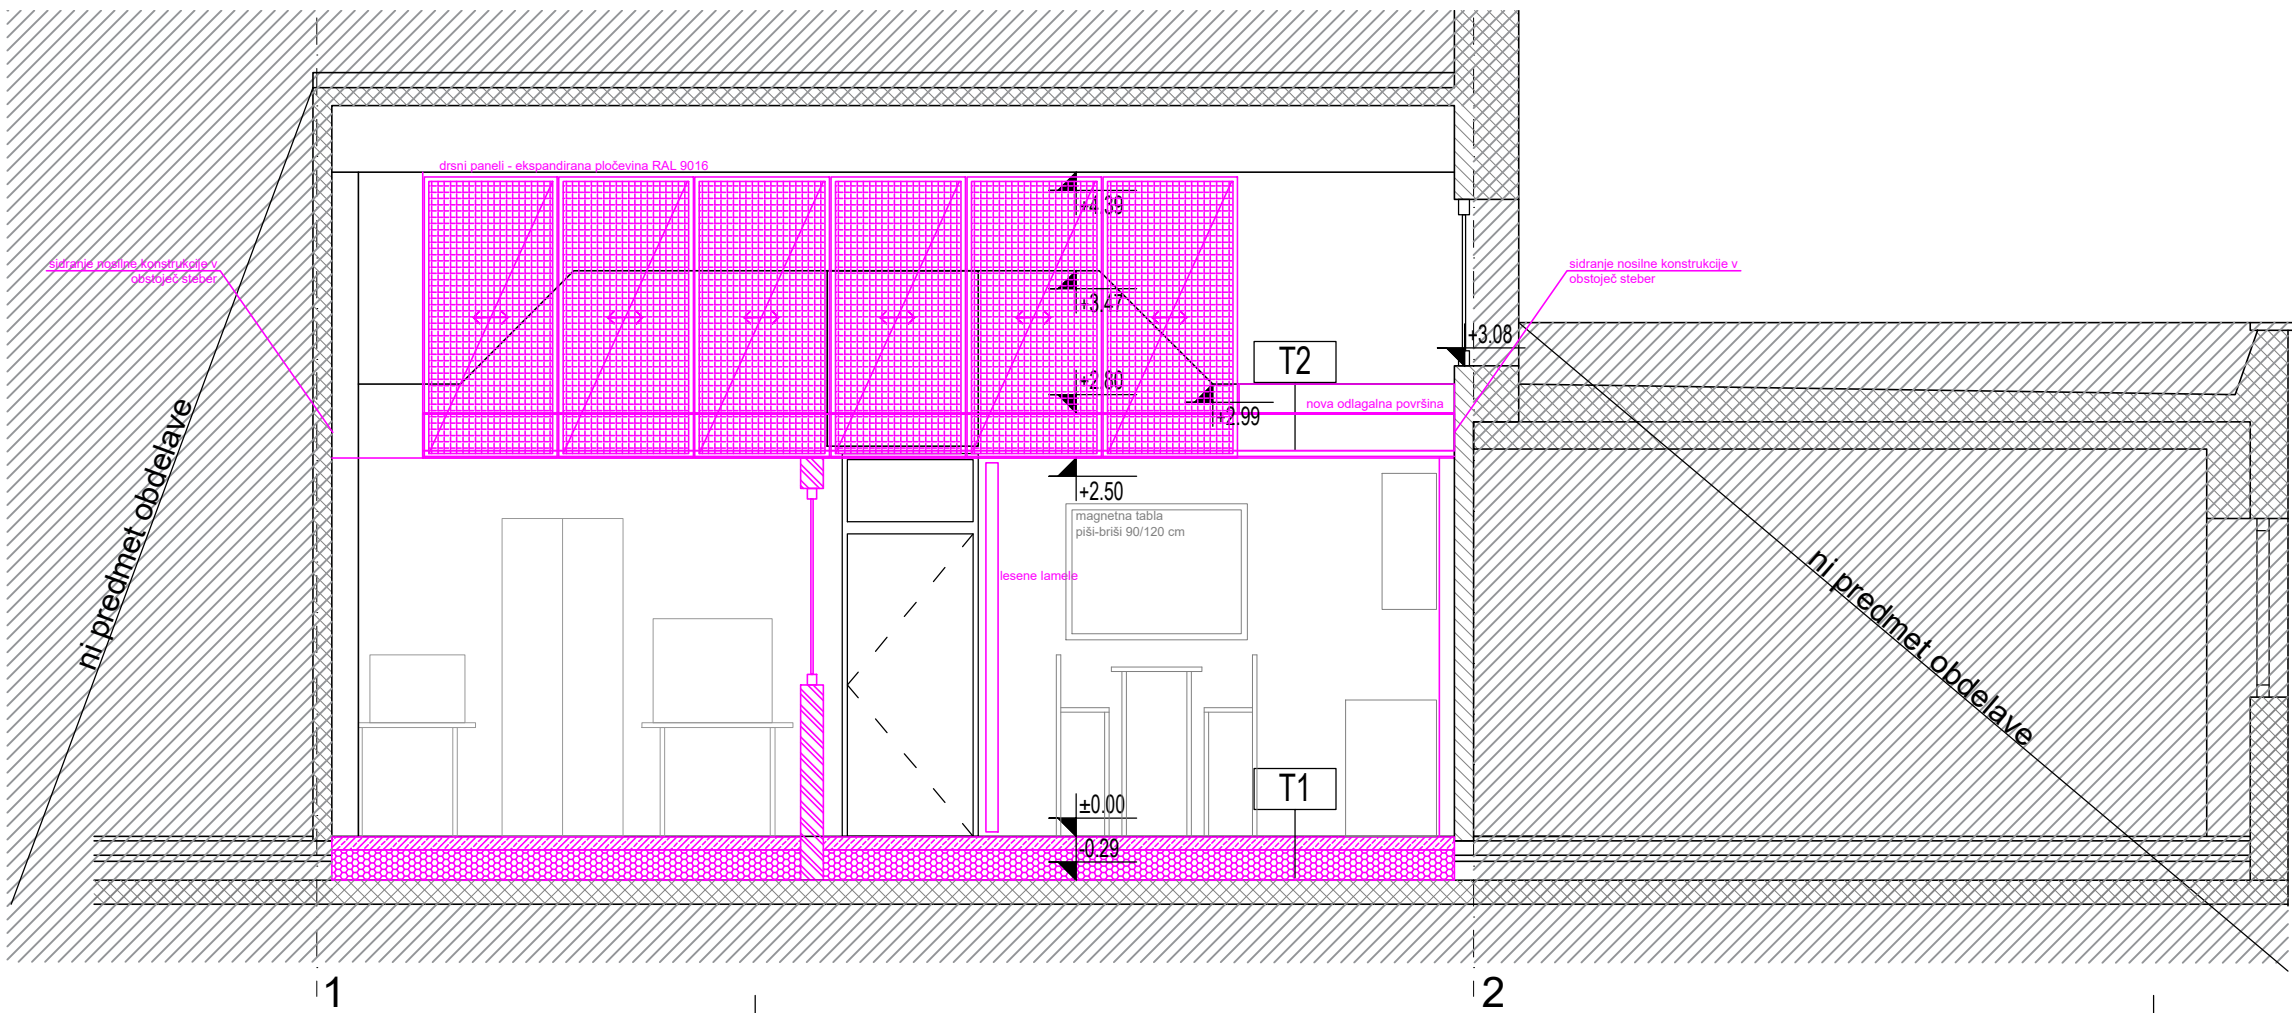 drsni paneli - ekspandirana pločevina RAL 9016
+4.39
sidranje nosilne konstrukcije v
obstoječ steber
sidranje nosilne konstrukcije v
obstoječ steber
+3.47
+3.08
T2
+2.80
nova odlagalna površina
+2.99
ni predmet obdelave
+2.50
magnetna tabla
piši-briši 90/120 cm
lesene lamele
ni predmet obdelave
T1
±0.00
-0.29
1
2